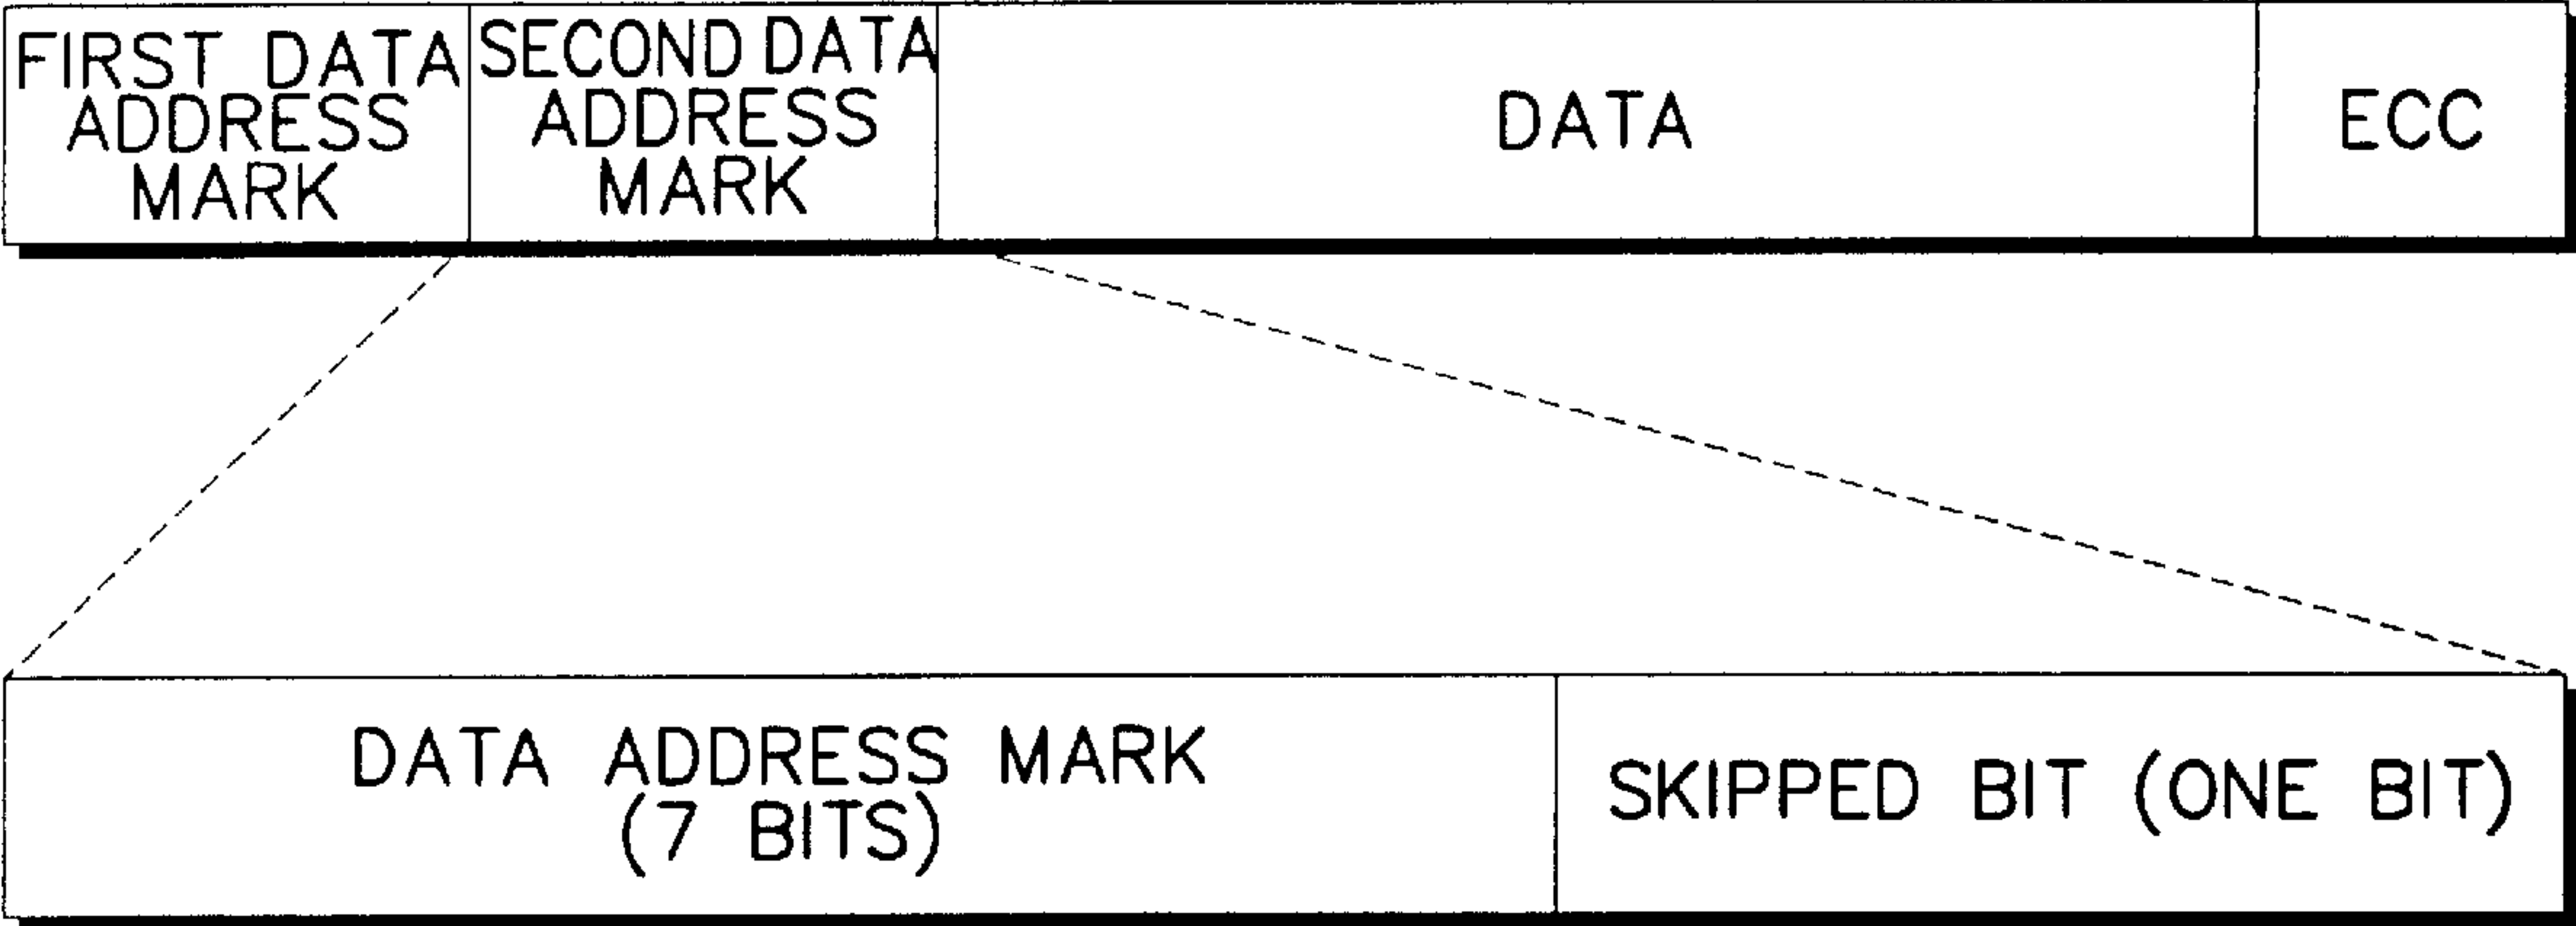 FIRST DATA
ADDRESS
MARK
SECOND DATA
ADDRESS
MARK
DATA
ECC
DATA ADDRESS MARK
(7 BITS)
SKIPPED BIT (ONE BIT)